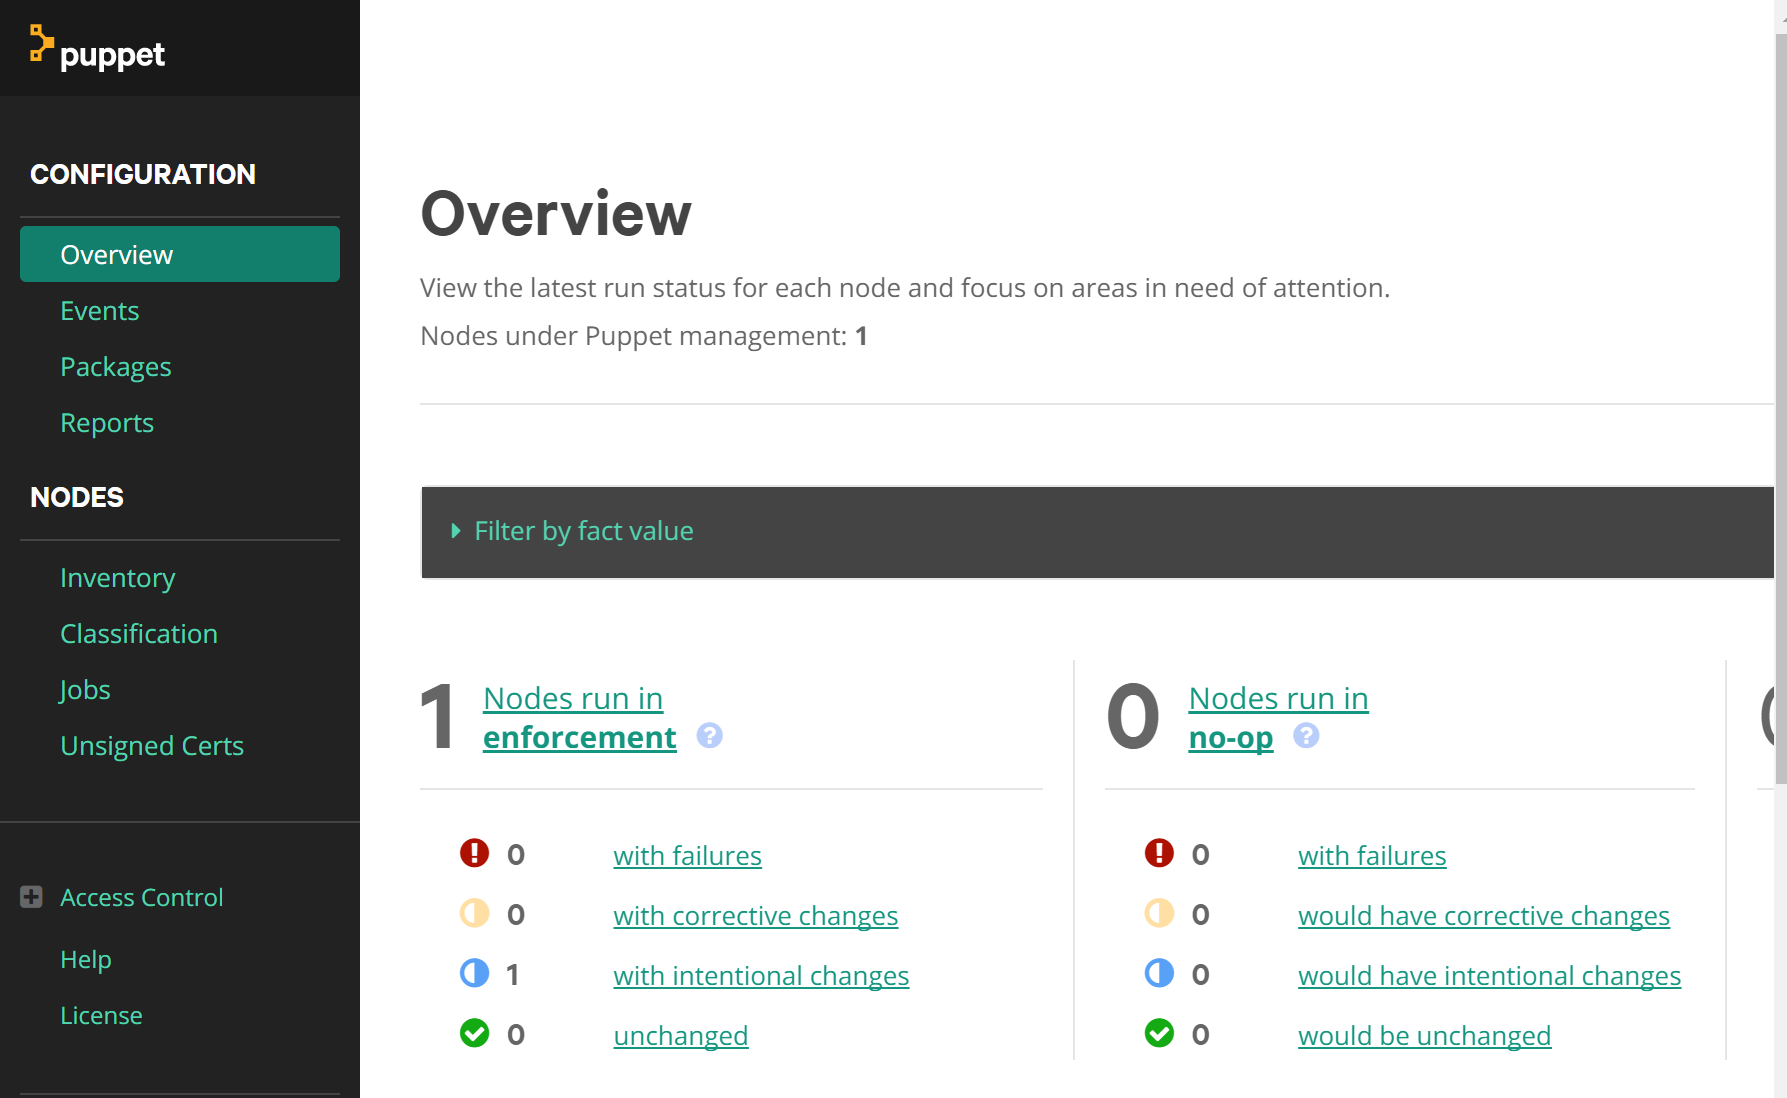 puppet
CONFIGURATION
Overview
Events
Packages
Reports
NODES
Inventory
Classification
Jobs
Unsigned Certs
Access Control
Help
License
Overview
View the latest run status for each node and focus on areas in need of attention.
Nodes under Puppet management: 1
Filter by fact value
1 Nodes run in
enforcement ?
0 with failures
0 with corrective changes
1 with intentional changes
0 unchanged
0 Nodes run in
no-op ?
0 with failures
0 would have corrective changes
0 would have intentional changes
0 would be unchanged